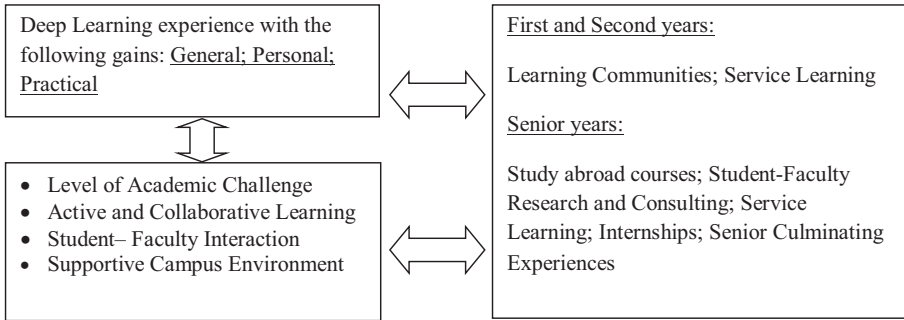 Deep Learning experience with the
following gains: General; Personal;
Practical
• Level of Academic Challenge
• Active and Collaborative Learning
• Student– Faculty Interaction
• Supportive Campus Environment
First and Second years:
Learning Communities; Service Learning
Senior years:
Study abroad courses; Student-Faculty
Research and Consulting; Service
Learning; Internships; Senior Culminating
Experiences